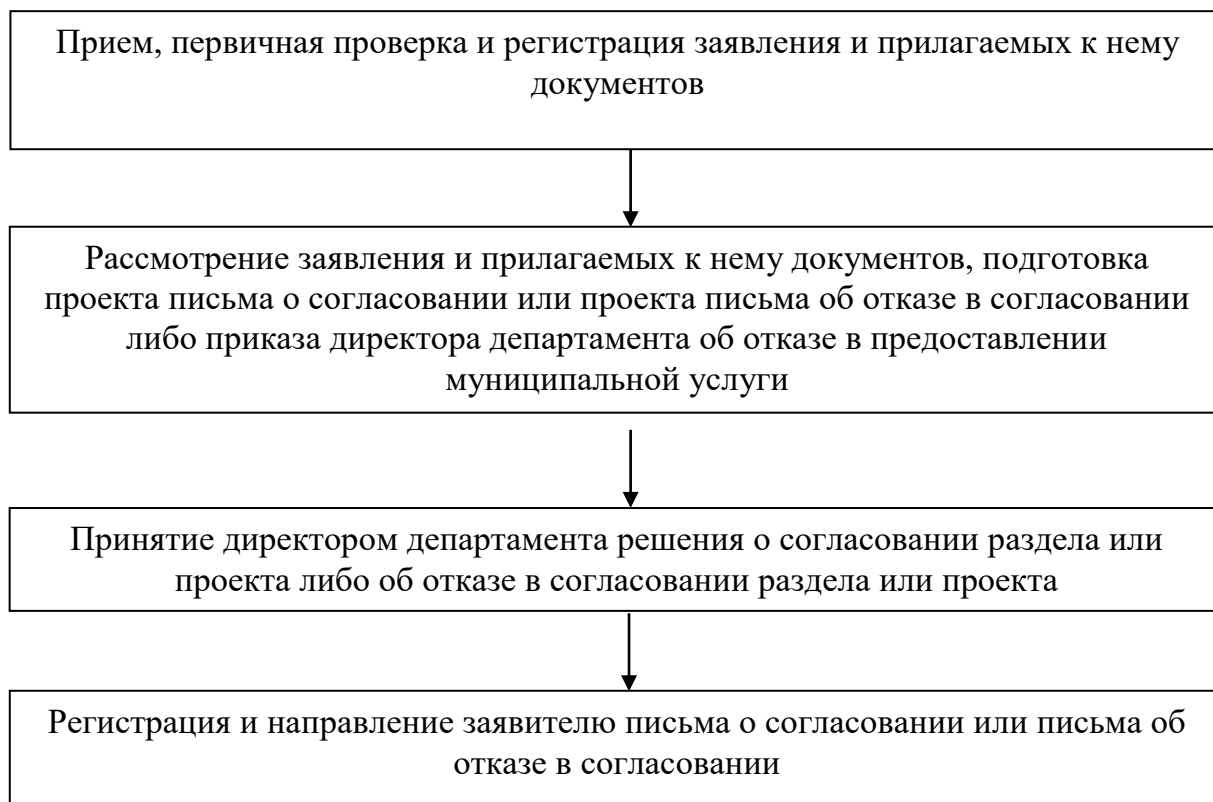 Прием, первичная проверка и регистрация заявления и прилагаемых к нему
документов
Рассмотрение заявления и прилагаемых к нему документов, подготовка
проекта письма о согласовании или проекта письма об отказе в согласовании
либо приказа директора департамента об отказе в предоставлении
муниципальной услуги
Принятие директором департамента решения о согласовании раздела или
проекта либо об отказе в согласовании раздела или проекта
Регистрация и направление заявителю письма о согласовании или письма об
отказе в согласовании